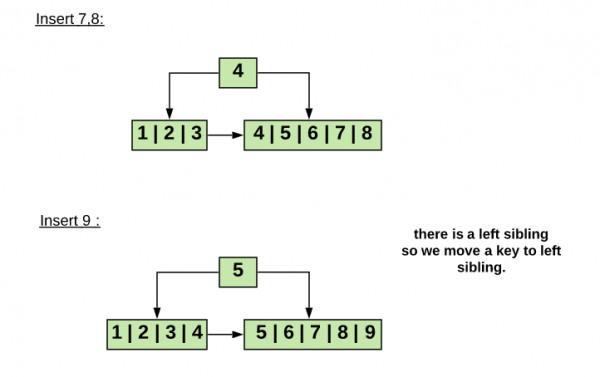 Insert 7,8:
4
1 | 2 | 3
4 | 5 | 6 | 7 | 8
Insert 9 :
there is a left sibling
so we move a key to left
sibling.
5
1 | 2 | 3 | 4
5 | 6 | 7 | 8 | 9